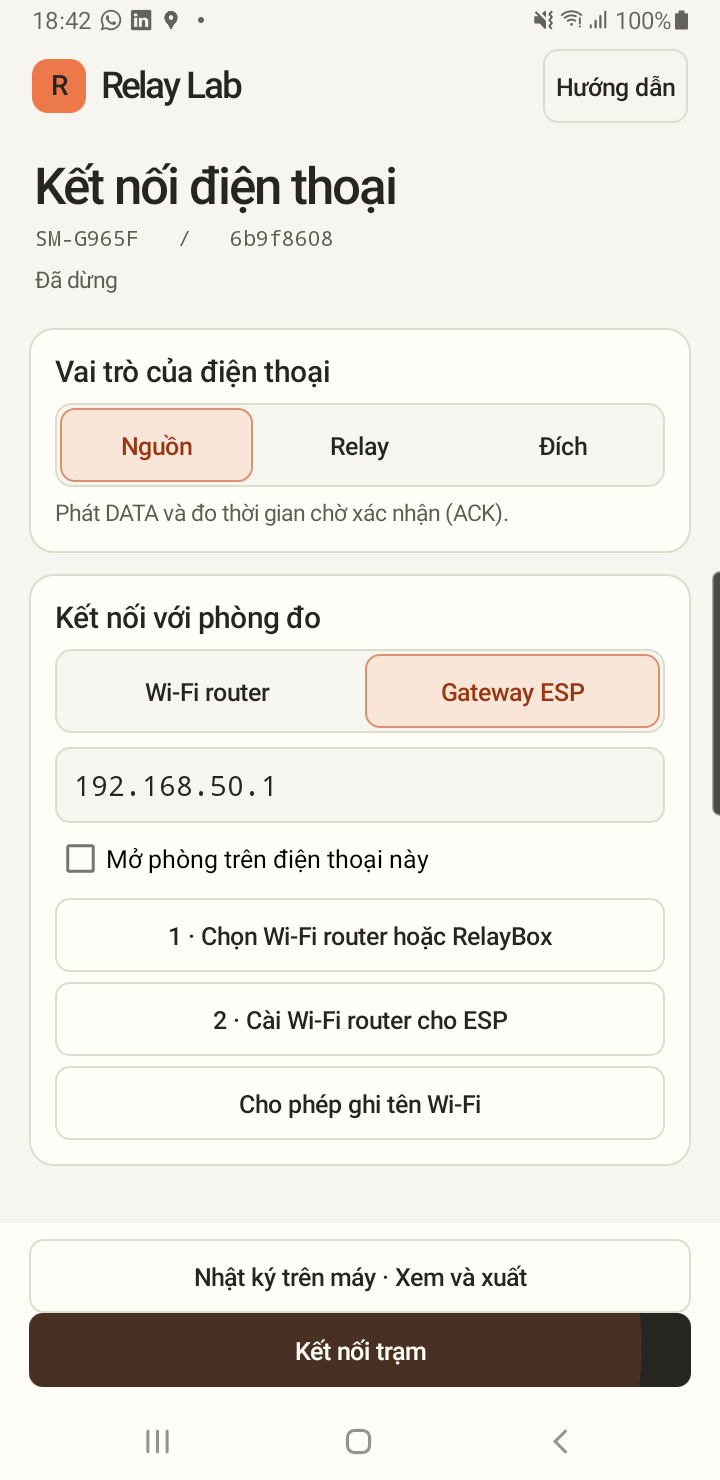 18:42 100%
R Relay Lab Hướng dẫn
Kết nối điện thoại
SM-G965F / 6b9f8608
Đã dừng
Vai trò của điện thoại
Nguồn Relay Đích
Phát DATA và đo thời gian chờ xác nhận (ACK).
Kết nối với phòng đo
Wi-Fi router Gateway ESP
192.168.50.1
Mở phòng trên điện thoại này
1 · Chọn Wi-Fi router hoặc RelayBox
2 · Cài Wi-Fi router cho ESP
Cho phép ghi tên Wi-Fi
Nhật ký trên máy · Xem và xuất
Kết nối trạm